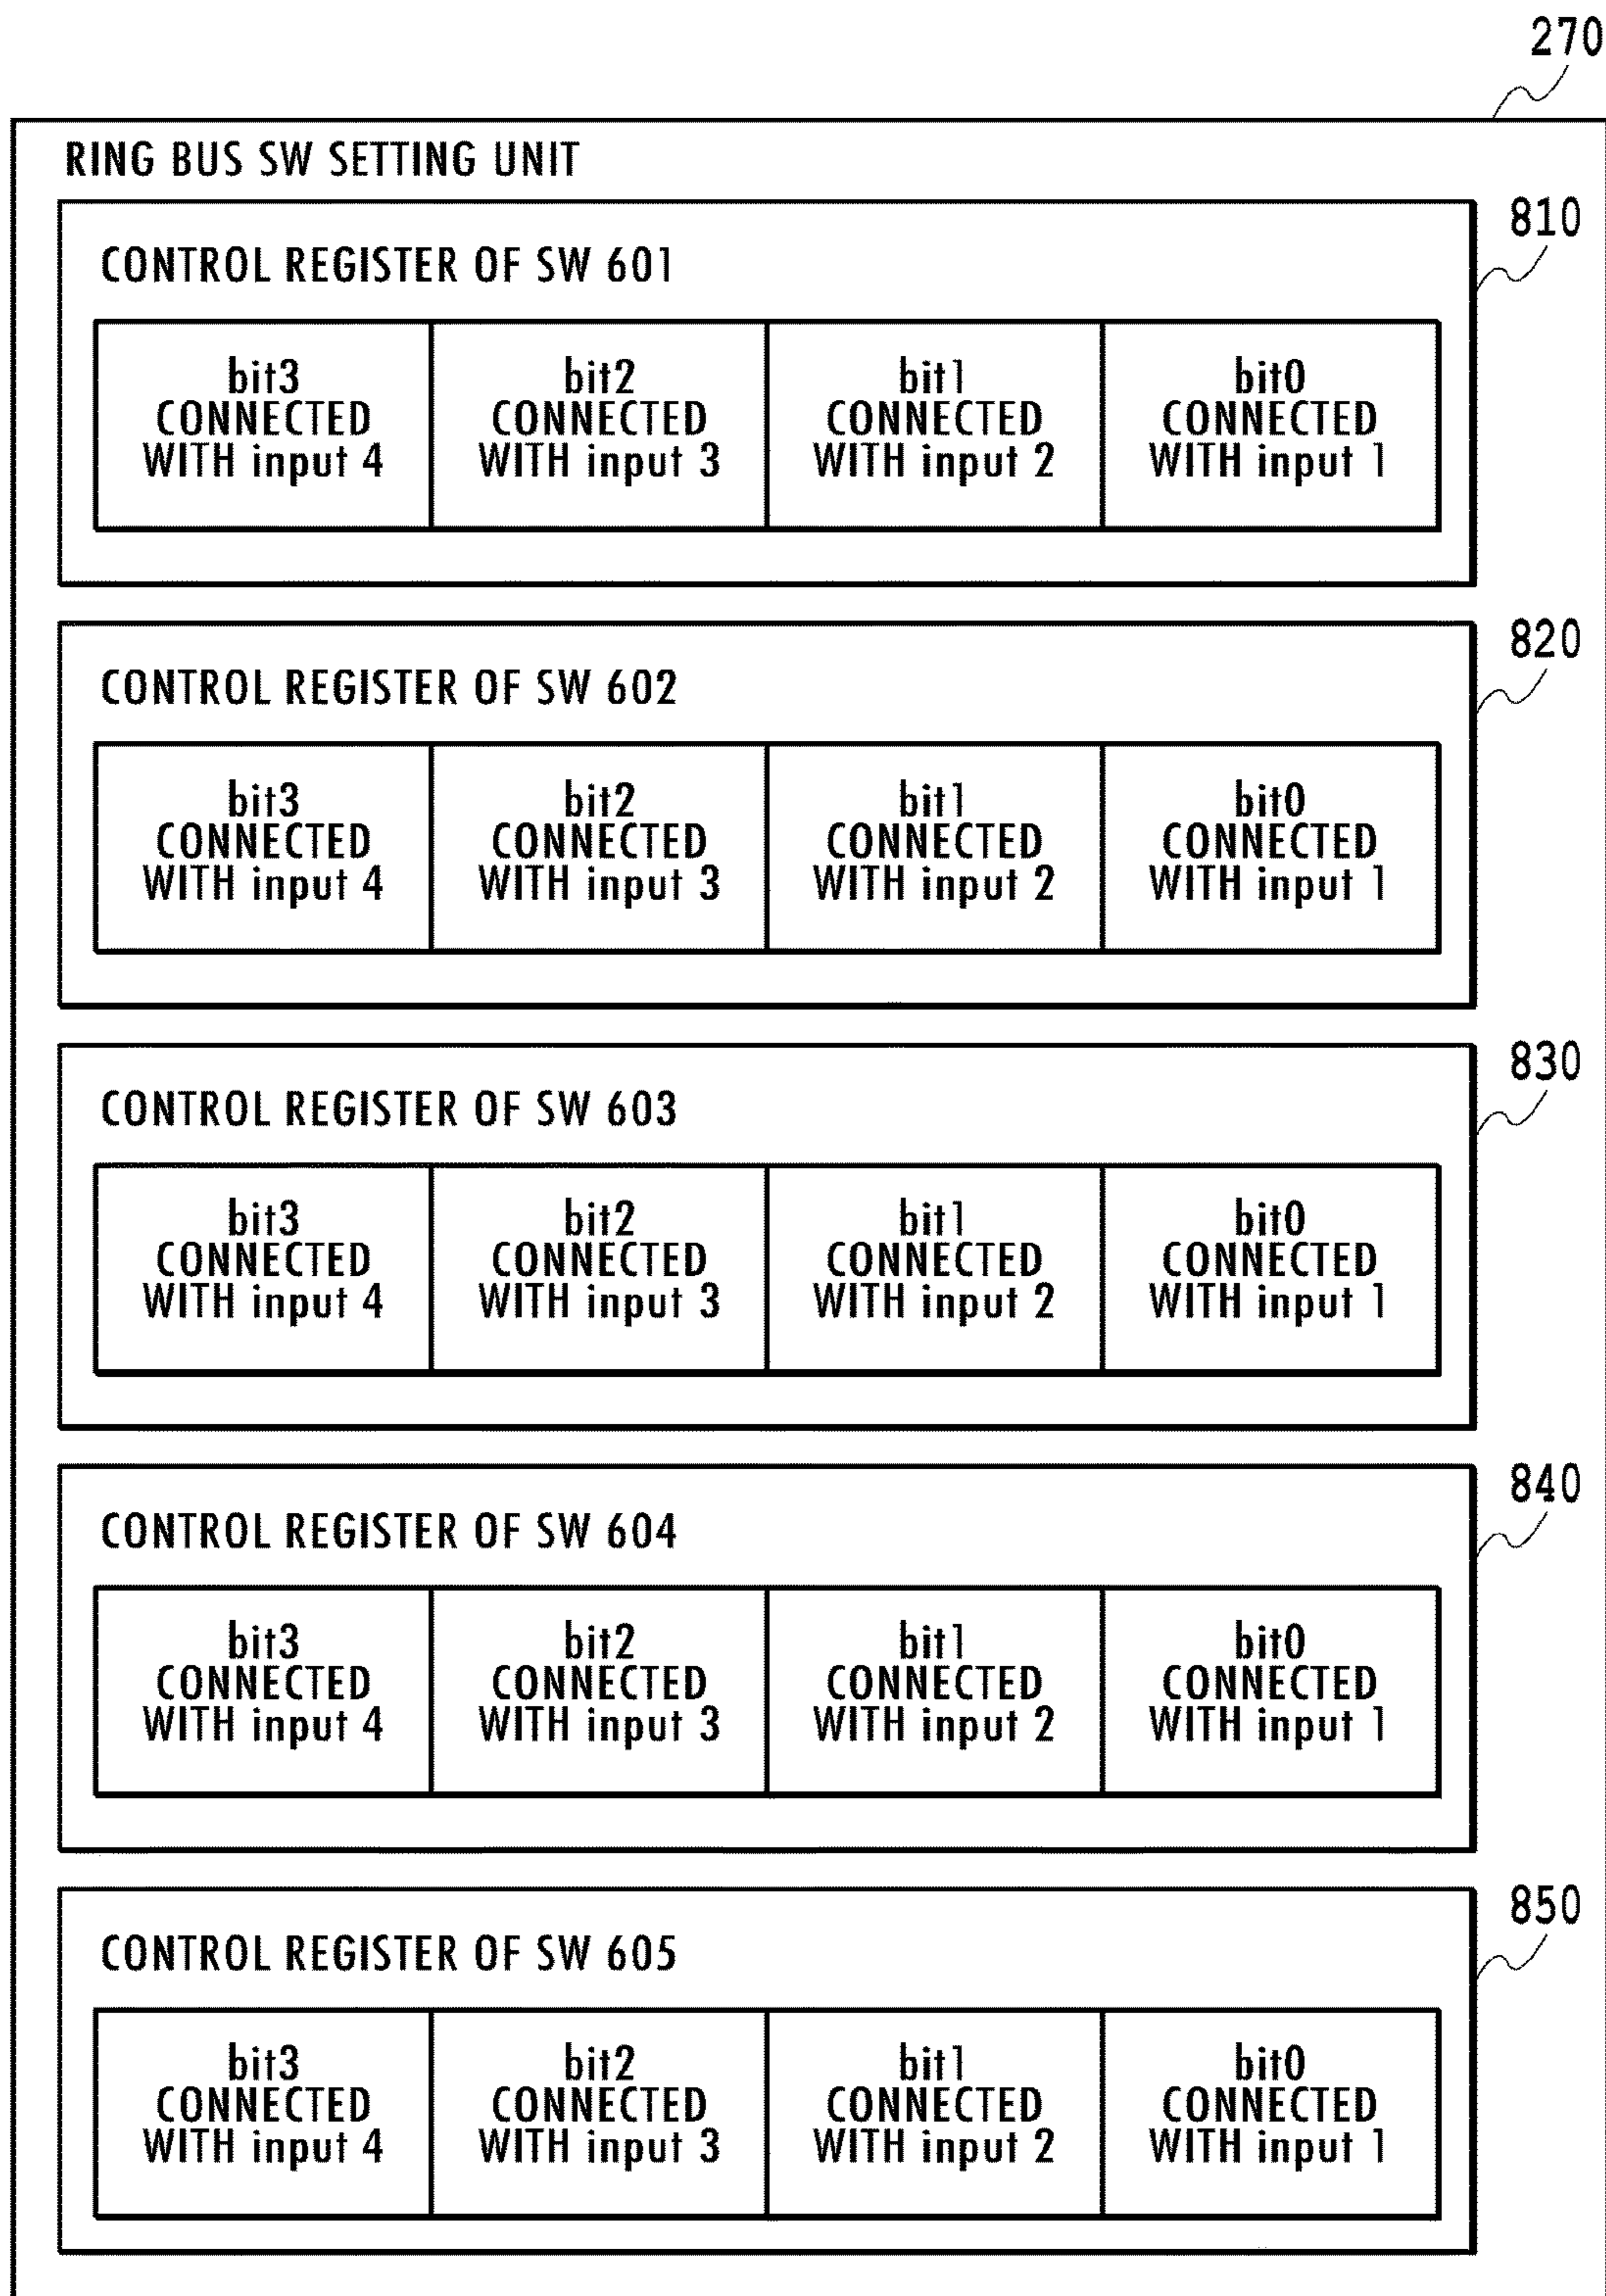 270
RING BUS SW SETTING UNIT
810
CONTROL REGISTER OF SW 601
bit3 CONNECTED WITH input 4
bit2 CONNECTED WITH input 3
bit1 CONNECTED WITH input 2
bit0 CONNECTED WITH input 1
820
CONTROL REGISTER OF SW 602
bit3 CONNECTED WITH input 4
bit2 CONNECTED WITH input 3
bit1 CONNECTED WITH input 2
bit0 CONNECTED WITH input 1
830
CONTROL REGISTER OF SW 603
bit3 CONNECTED WITH input 4
bit2 CONNECTED WITH input 3
bit1 CONNECTED WITH input 2
bit0 CONNECTED WITH input 1
840
CONTROL REGISTER OF SW 604
bit3 CONNECTED WITH input 4
bit2 CONNECTED WITH input 3
bit1 CONNECTED WITH input 2
bit0 CONNECTED WITH input 1
850
CONTROL REGISTER OF SW 605
bit3 CONNECTED WITH input 4
bit2 CONNECTED WITH input 3
bit1 CONNECTED WITH input 2
bit0 CONNECTED WITH input 1